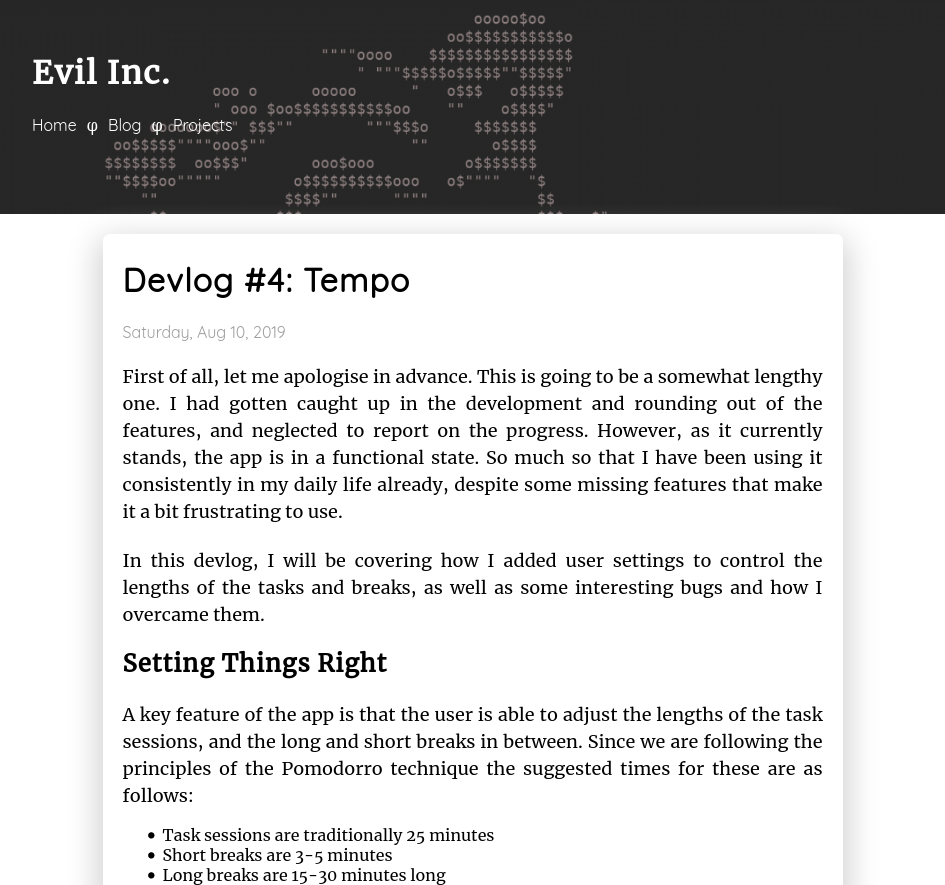 Evil Inc.
Home φ Blog φ Projects
Devlog #4: Tempo
Saturday, Aug 10, 2019
First of all, let me apologise in advance. This is going to be a somewhat lengthy
one. I had gotten caught up in the development and rounding out of the
features, and neglected to report on the progress. However, as it currently
stands, the app is in a functional state. So much so that I have been using it
consistently in my daily life already, despite some missing features that make
it a bit frustrating to use.
In this devlog, I will be covering how I added user settings to control the
lengths of the tasks and breaks, as well as some interesting bugs and how I
overcame them.
Setting Things Right
A key feature of the app is that the user is able to adjust the lengths of the task
sessions, and the long and short breaks in between. Since we are following the
principles of the Pomodorro technique the suggested times for these are as
follows:
• Task sessions are traditionally 25 minutes
• Short breaks are 3-5 minutes
• Long breaks are 15-30 minutes long